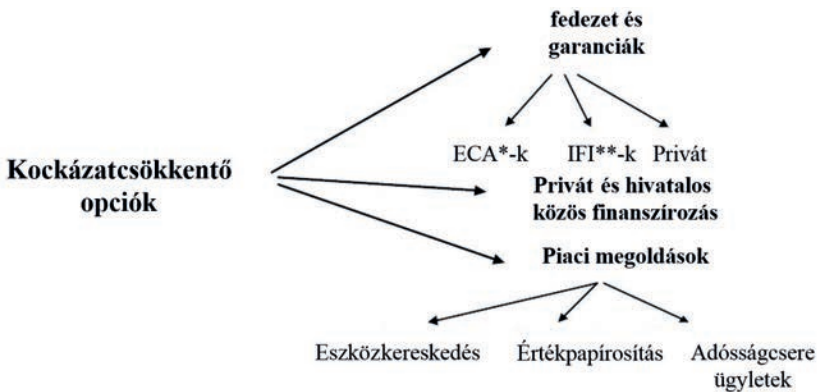 fedezet és
garanciák
ECA*-k IFI**-k Privát
Kockázatcsökkentő
opciók
Privát és hivatalos
közös finanszírozás
Piaci megoldások
Eszközkereskedés Értékpapírosítás Adósságcsere
ügyletek